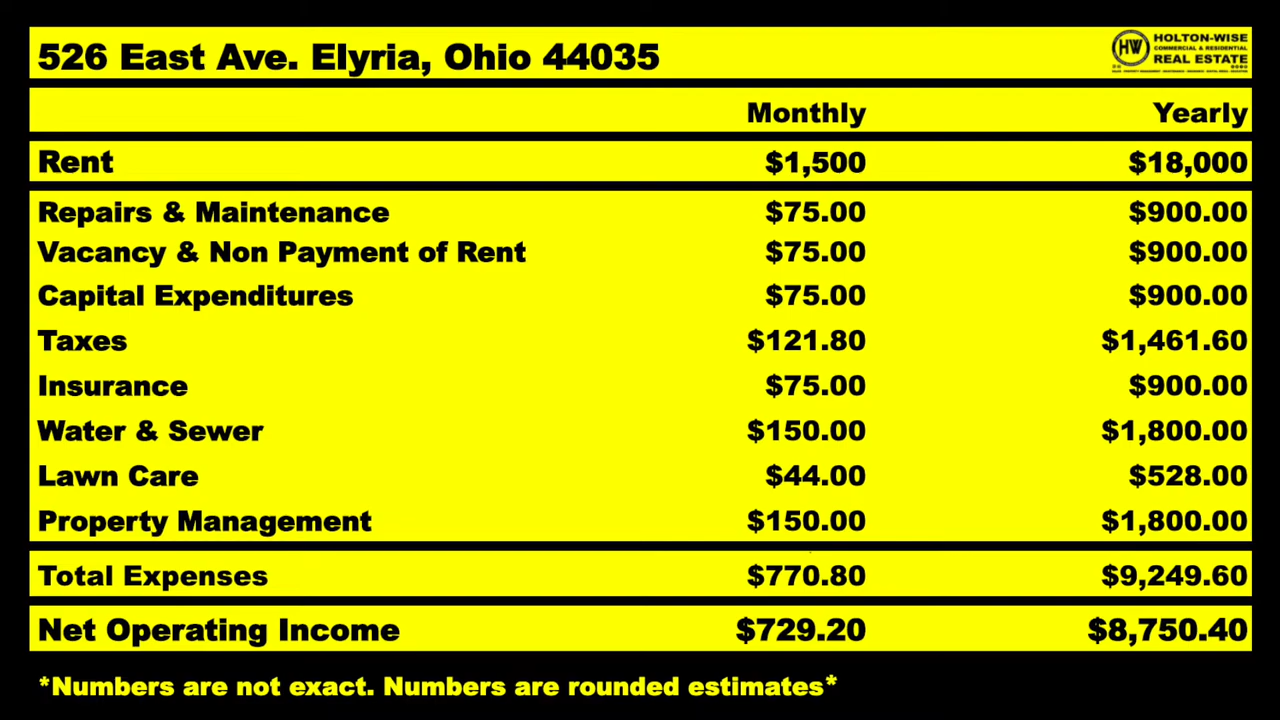 526 East Ave. Elyria, Ohio 44035
HW
HOLTON-WISE
COMMERCIAL & RESIDENTIAL
REAL ESTATE
Monthly Yearly
Rent $1,500 $18,000
Repairs & Maintenance $75.00 $900.00
Vacancy & Non Payment of Rent $75.00 $900.00
Capital Expenditures $75.00 $900.00
Taxes $121.80 $1,461.60
Insurance $75.00 $900.00
Water & Sewer $150.00 $1,800.00
Lawn Care $44.00 $528.00
Property Management $150.00 $1,800.00
Total Expenses $770.80 $9,249.60
Net Operating Income $729.20 $8,750.40
*Numbers are not exact. Numbers are rounded estimates*